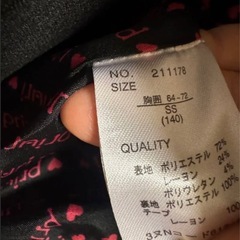 NO. 211178
SIZE
胸囲 64-72
SS
(140)
QUALITY
表地 ポリエステル 72%
レーヨン 24%
ポリウレタン 4%
裏地 ポリエステル 100
テープ
レーヨン 100